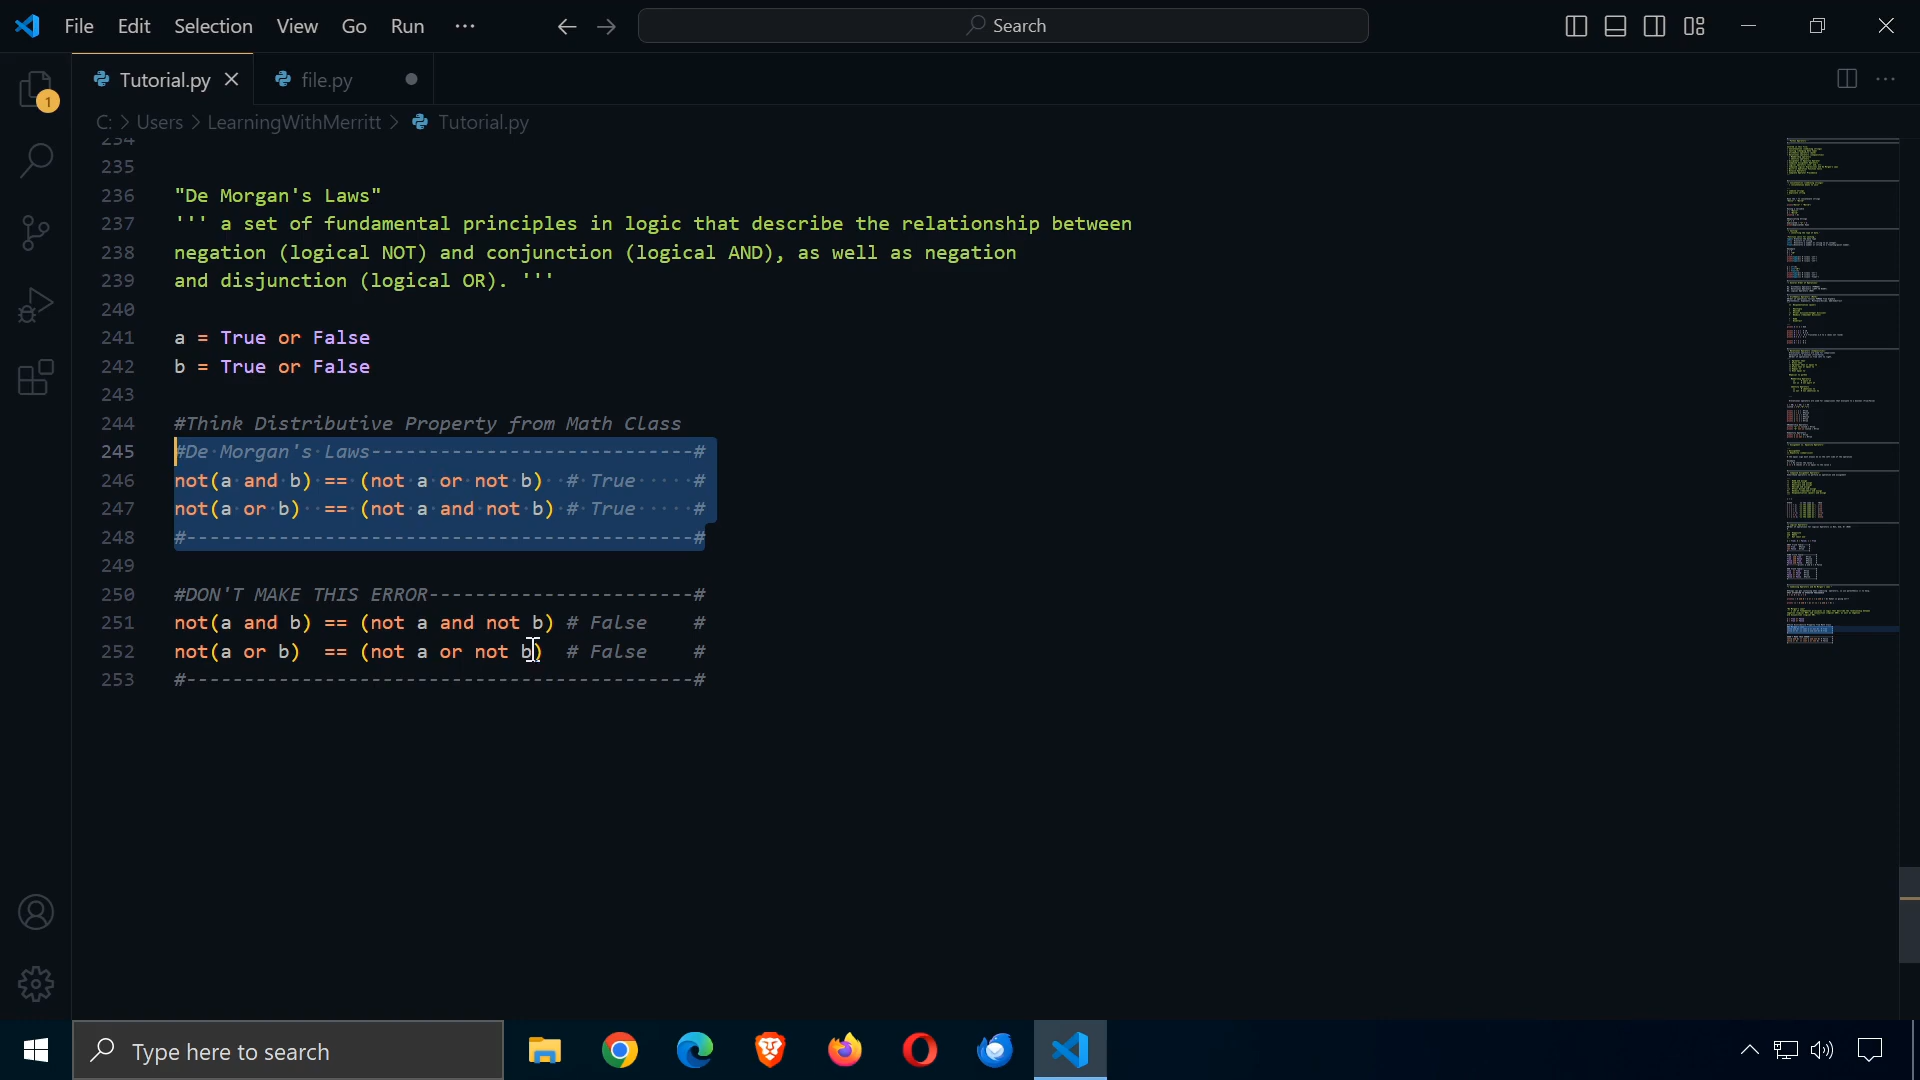 File Edit Selection View Go Run ··· Search
Tutorial.py file.py
1
C: > Users > LearningWithMerritt > Tutorial.py
234
235
236 "De Morgan's Laws"
237 ''' a set of fundamental principles in logic that describe the relationship between
238 negation (logical NOT) and conjunction (logical AND), as well as negation
239 and disjunction (logical OR). '''
240
241 a = True or False
242 b = True or False
243
244 #Think Distributive Property from Math Class
245 #De·Morgan's·Laws----------------------------#
246 not(a·and·b)·==·(not·a·or·not·b)··#·True·····#
247 not(a·or·b)··==·(not·a·and·not·b)·#·True·····#
248 #--------------------------------------------#
249
250 #DON'T MAKE THIS ERROR-----------------------#
251 not(a and b) == (not a and not b) # False    #
252 not(a or b)  == (not a or not b)  # False    #
253 #--------------------------------------------#
Type here to search